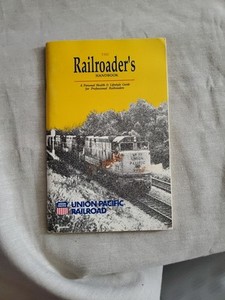 THE
Railroader's
HANDBOOK
A Personal Health & Lifestyle Guide
for Professional Railroaders
UNION PACIFIC
RAILROAD